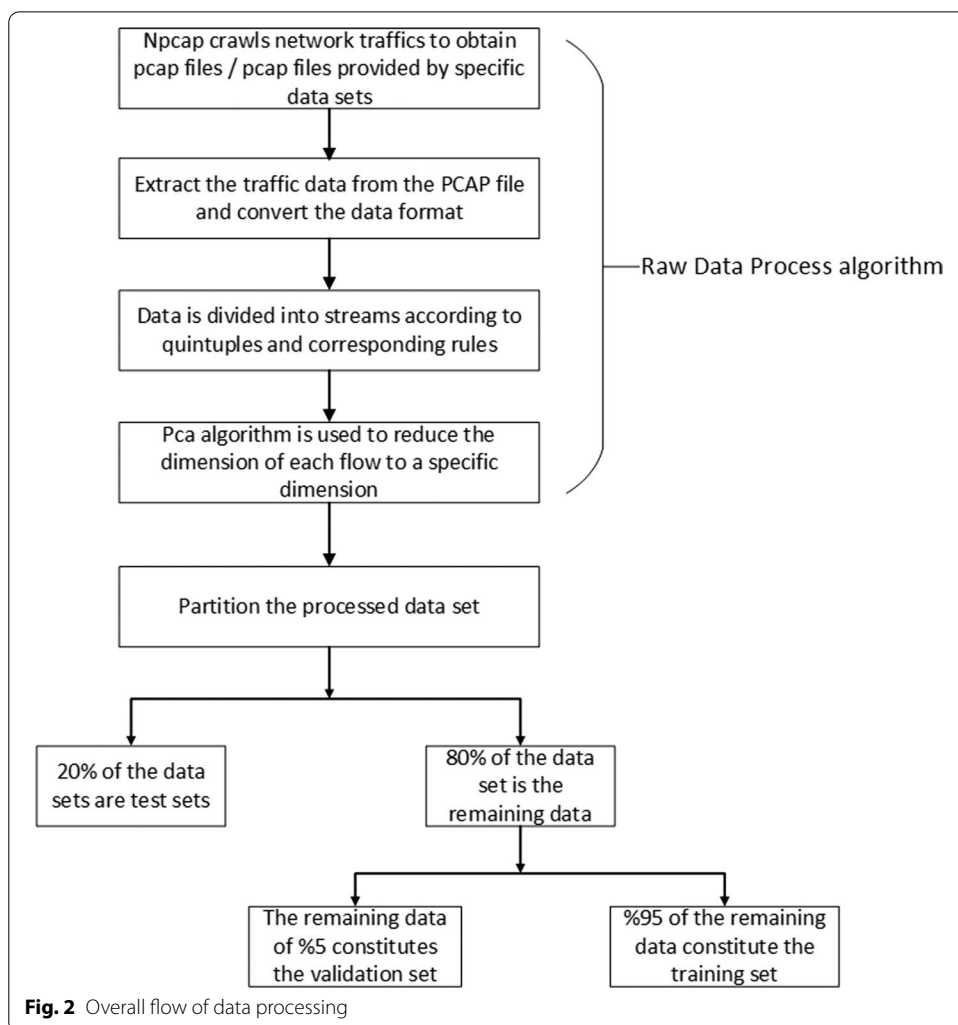 Npcap crawls network traffics to obtain
pcap files / pcap files provided by specific
data sets
Extract the traffic data from the PCAP file
and convert the data format
Raw Data Process algorithm
Data is divided into streams according to
quintuples and corresponding rules
Pca algorithm is used to reduce the
dimension of each flow to a specific
dimension
Partition the processed data set
20% of the data
sets are test sets
80% of the data
set is the
remaining data
The remaining data
of %5 constitutes
the validation set
%95 of the remaining
data constitute the
training set
Fig. 2 Overall flow of data processing